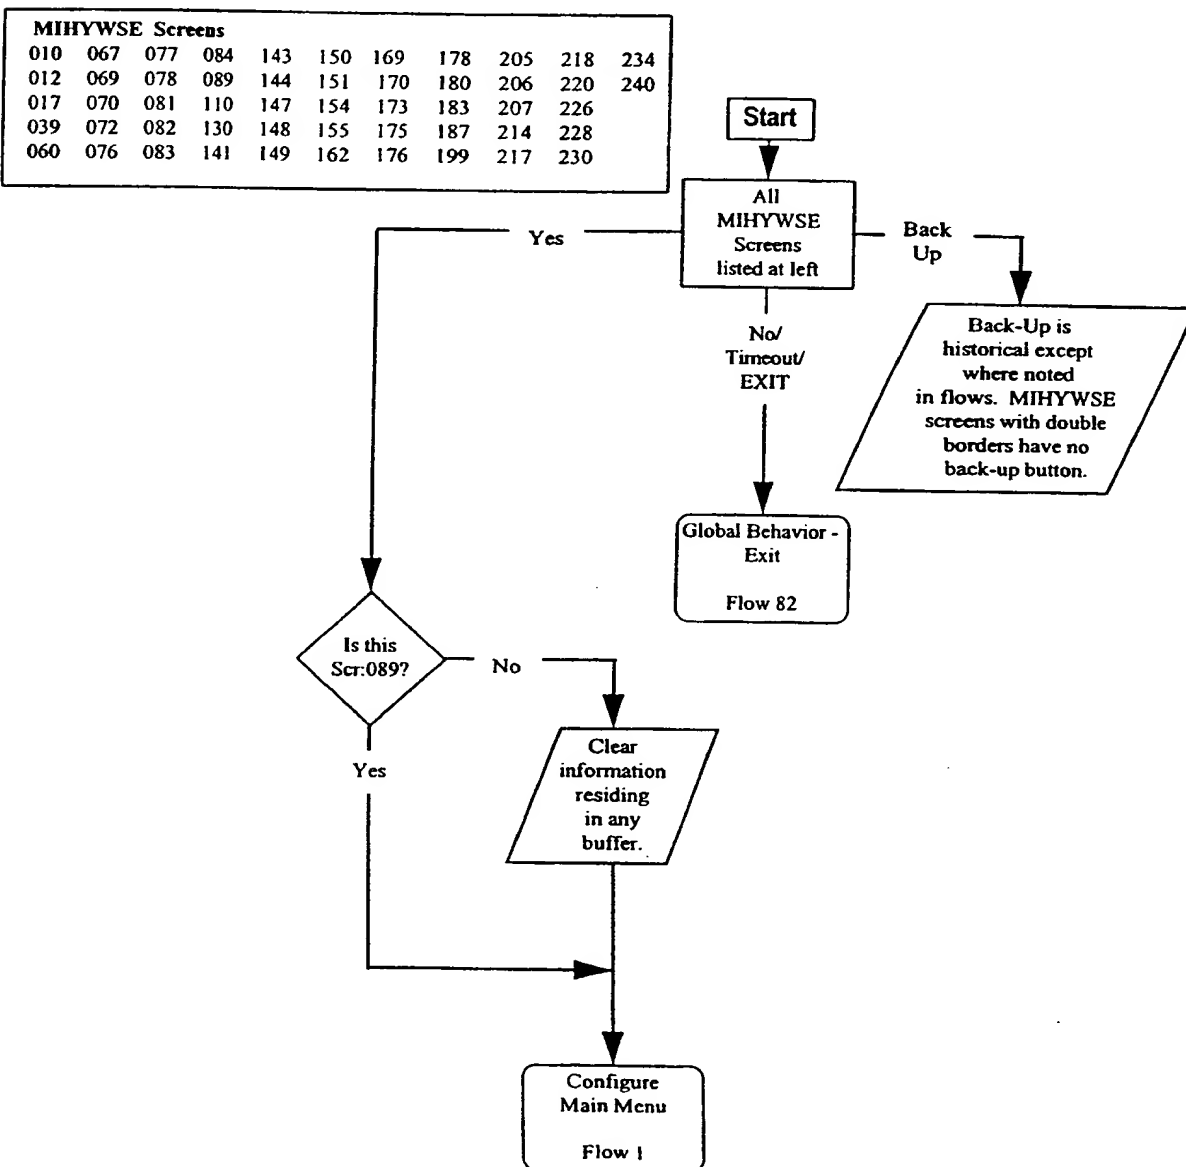 MIHYWSE Screens
010 067 077 084 143 150 169 178 205 218 234
012 069 078 089 144 151 170 180 206 220 240
017 070 081 110 147 154 173 183 207 226
039 072 082 130 148 155 175 187 214 228
060 076 083 141 149 162 176 199 217 230
Start
All
MIHYWSE
Screens
listed at left
Yes
Back
Up
No/
Timeout/
EXIT
Back-Up is
historical except
where noted
in flows. MIHYWSE
screens with double
borders have no
back-up button.
Global Behavior -
Exit
Flow 82
Is this
Scr:089?
No
Yes
Clear
information
residing
in any
buffer.
Configure
Main Menu
Flow 1